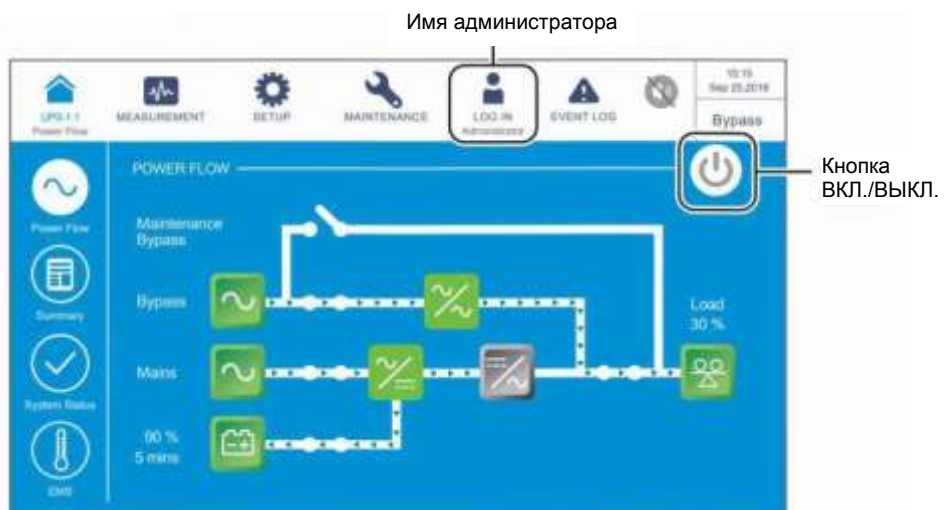 Имя администратора
10:15
Sep 25,2018
UPS-1.1
Power Flow
MEASUREMENT
SETUP
MAINTENANCE
LOG IN
Administrator
EVENT LOG
Bypass
POWER FLOW
Кнопка
ВКЛ./ВЫКЛ.
Power Flow
Maintenance
Bypass
Summary
Bypass
Load
30 %
Mains
System Status
90 %
5 mins
EMS